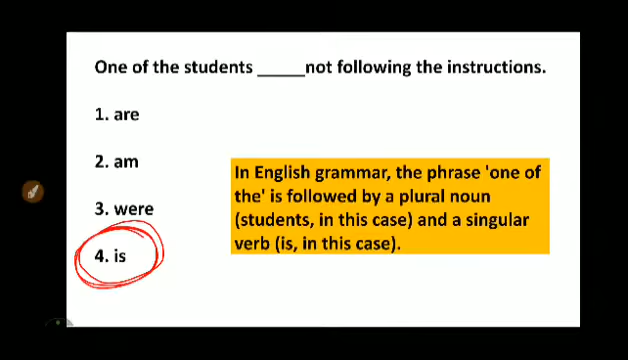 One of the students _____not following the instructions.
1. are
2. am
3. were
4. is
In English grammar, the phrase 'one of
the' is followed by a plural noun
(students, in this case) and a singular
verb (is, in this case).